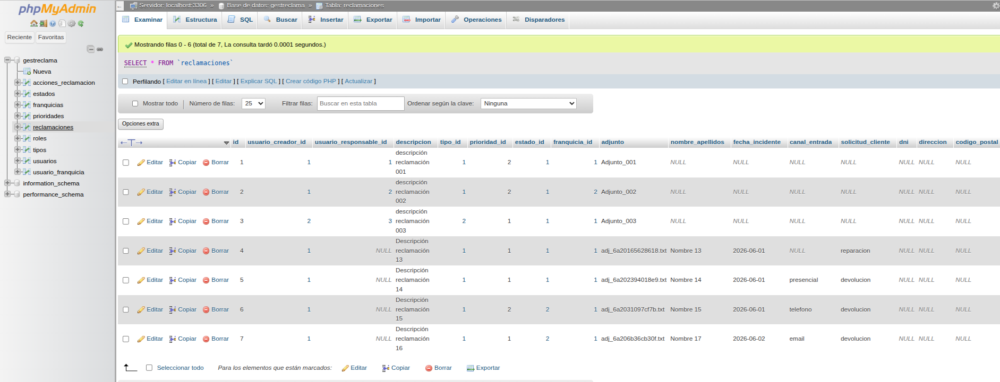 phpMyAdmin
Reciente Favoritas
gestreclama
Nueva
acciones_reclamacion
estados
franquicias
prioridades
reclamaciones
roles
tipos
usuarios
usuario_franquicia
information_schema
performance_schema
← Servidor: localhost:3306 » Base de datos: gestreclama » Tabla: reclamaciones
Examinar Estructura SQL Buscar Insertar Exportar Importar Operaciones Disparadores
Mostrando filas 0 - 6 (total de 7, La consulta tardó 0.0001 segundos.)
SELECT * FROM `reclamaciones`
Perfilando [ Editar en línea ] [ Editar ] [ Explicar SQL ] [ Crear código PHP ] [ Actualizar ]
Mostrar todo | Número de filas: 25 Filtrar filas: Buscar en esta tabla Ordenar según la clave: Ninguna
Opciones extra
←T→ id usuario_creador_id usuario_responsable_id descripcion tipo_id prioridad_id estado_id franquicia_id adjunto nombre_apellidos fecha_incidente canal_entrada solicitud_cliente dni direccion codigo_postal
Editar Copiar Borrar 1 1 1 descripción reclamación 001 1 2 1 1 Adjunto_001 NULL NULL NULL NULL NULL NULL NULL
Editar Copiar Borrar 2 1 2 descripción reclamación 002 1 2 1 2 Adjunto_002 NULL NULL NULL NULL NULL NULL NULL
Editar Copiar Borrar 3 2 3 descripción reclamación 003 2 1 1 1 Adjunto_003 NULL NULL NULL NULL NULL NULL NULL
Editar Copiar Borrar 4 1 NULL Descripción reclamación 13 1 1 1 1 adj_6a20165628618.txt Nombre 13 2026-06-01 NULL reparacion NULL NULL NULL
Editar Copiar Borrar 5 1 NULL Descripción reclamación 14 1 1 1 1 adj_6a202394018e9.txt Nombre 14 2026-06-01 presencial devolucion NULL NULL NULL
Editar Copiar Borrar 6 1 NULL Descripción reclamación 15 1 2 2 1 adj_6a2031097cf7b.txt Nombre 15 2026-06-01 telefono devolucion NULL NULL NULL
Editar Copiar Borrar 7 1 NULL Descripción reclamación 16 1 1 2 1 adj_6a206b36cb30f.txt Nombre 17 2026-06-02 email devolucion NULL NULL NULL
Seleccionar todo Para los elementos que están marcados: Editar Copiar Borrar Exportar